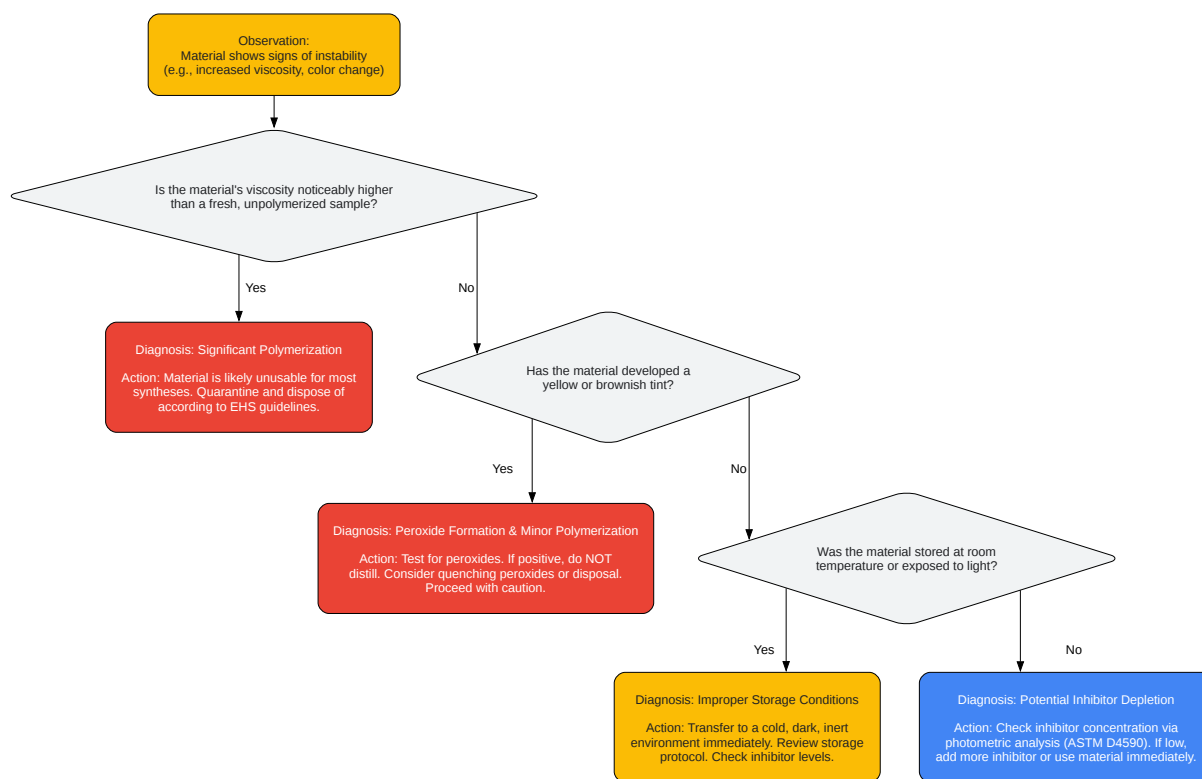 Observation:
Material shows signs of instability
(e.g., increased viscosity, color change)
Is the material's viscosity noticeably higher
than a fresh, unpolymerized sample?
Yes
No
Diagnosis: Significant Polymerization
Action: Material is likely unusable for most
syntheses. Quarantine and dispose of
according to EHS guidelines.
Has the material developed a
yellow or brownish tint?
Yes
No
Diagnosis: Peroxide Formation & Minor Polymerization
Action: Test for peroxides. If positive, do NOT
distill. Consider quenching peroxides or disposal.
Proceed with caution.
Was the material stored at room
temperature or exposed to light?
Yes
No
Diagnosis: Improper Storage Conditions
Action: Transfer to a cold, dark, inert
environment immediately. Review storage
protocol. Check inhibitor levels.
Diagnosis: Potential Inhibitor Depletion
Action: Check inhibitor concentration via
photometric analysis (ASTM D4590). If low,
add more inhibitor or use material immediately.